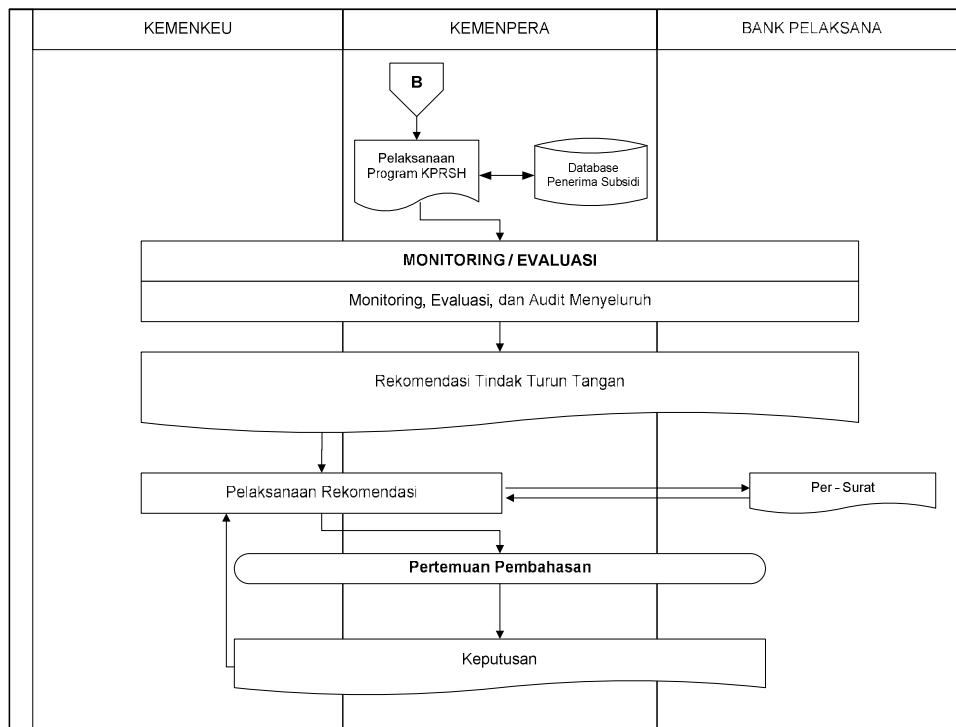 KEMENKEU
KEMENPERA
BANK PELAKSANA
B
Pelaksanaan
Program KPRSH
Database
Penerima Subsidi
MONITORING / EVALUASI
Monitoring, Evaluasi, dan Audit Menyeluruh
Rekomendasi Tindak Turun Tangan
Pelaksanaan Rekomendasi
Per - Surat
Pertemuan Pembahasan
Keputusan